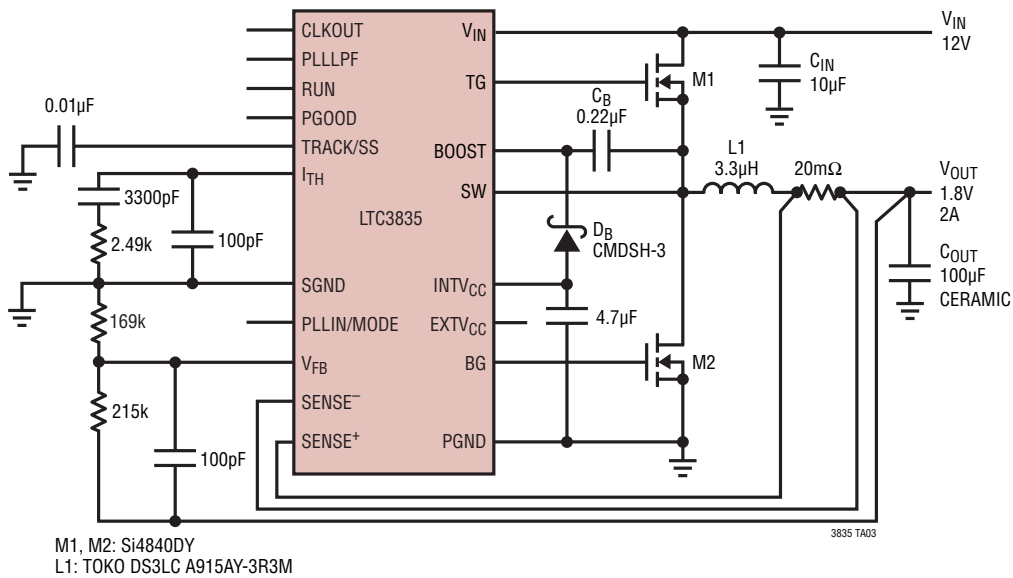 CLKOUT
PLLLPF
RUN
PGOOD
TRACK/SS
ITH
LTC3835
SGND
PLLIN/MODE
VFB
SENSE–
SENSE+
VIN
TG
BOOST
SW
INTVCC
EXTVCC
BG
PGND
0.01µF
3300pF
2.49k
100pF
169k
215k
100pF
M1
CB
0.22µF
DB
CMDSH-3
4.7µF
M2
L1
3.3µH
20mΩ
VIN
12V
CIN
10µF
VOUT
1.8V
2A
COUT
100µF
CERAMIC
3835 TA03
M1, M2: Si4840DY
L1: TOKO DS3LC A915AY-3R3M